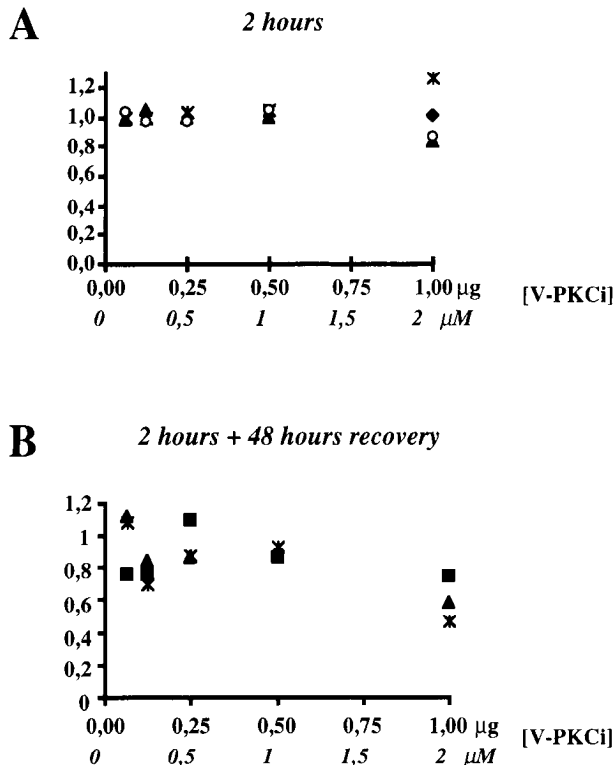 A
2 hours
1,2
1,0
0,8
0,6
0,4
0,2
0,0
0,00 0,25 0,50 0,75 1,00 µg
0 0,5 1 1,5 2 µM
[V-PKCi]
B
2 hours + 48 hours recovery
1,2
1
0,8
0,6
0,4
0,2
0
0,00 0,25 0,50 0,75 1,00 µg
0 0,5 1 1,5 2 µM
[V-PKCi]